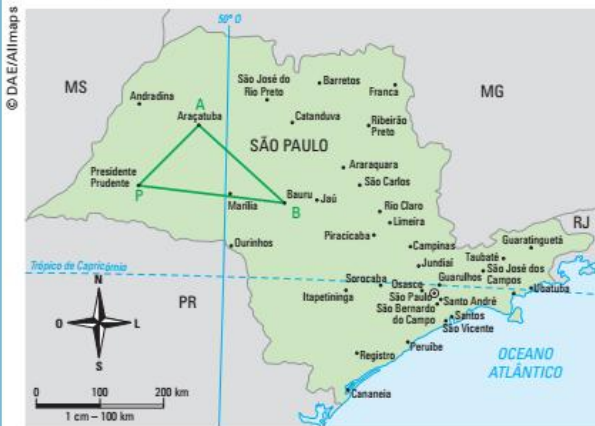 © DAE/Allmaps
50° O
MS
MG
Andradina
São José do
Rio Preto
Barretos
Franca
A
Araçatuba
Catanduva
Ribeirão
Preto
SÃO PAULO
Araraquara
Presidente
Prudente
P
São Carlos
Marília
Bauru
B
Jaú
Rio Claro
Limeira
RJ
Piracicaba
Ourinhos
Campinas
Guaratinguetá
Taubaté
Jundiaí
São José dos
Campos
Trópico de Capricórnio
Sorocaba
Osasco
Guarulhos
Ubatuba
Itapetininga
São Paulo
Santo André
São Bernardo
do Campo
Santos
São Vicente
PR
N
O
L
S
Peruíbe
Registro
OCEANO
ATLÂNTICO
Cananeia
0 100 200 km
1 cm – 100 km